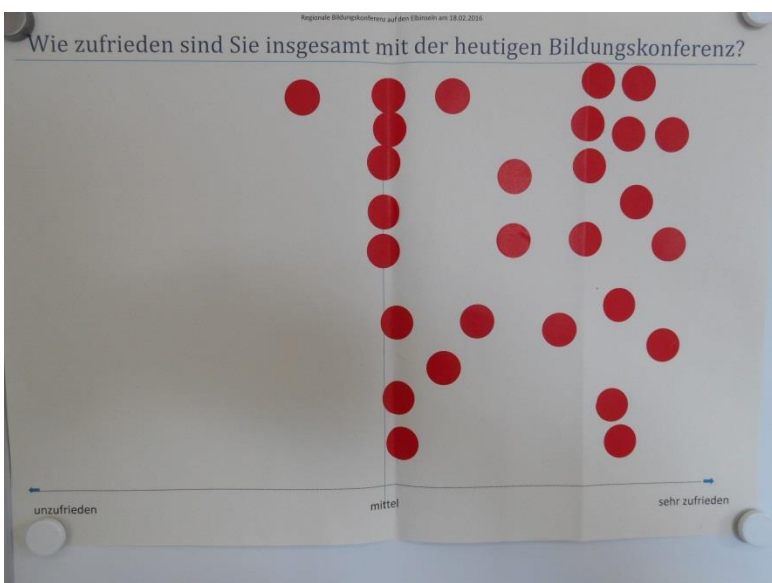 Regionale Bildungskonferenz auf den Elbinseln am 18.02.2016
Wie zufrieden sind Sie insgesamt mit der heutigen Bildungskonferenz?
unzufrieden mittel sehr zufrieden